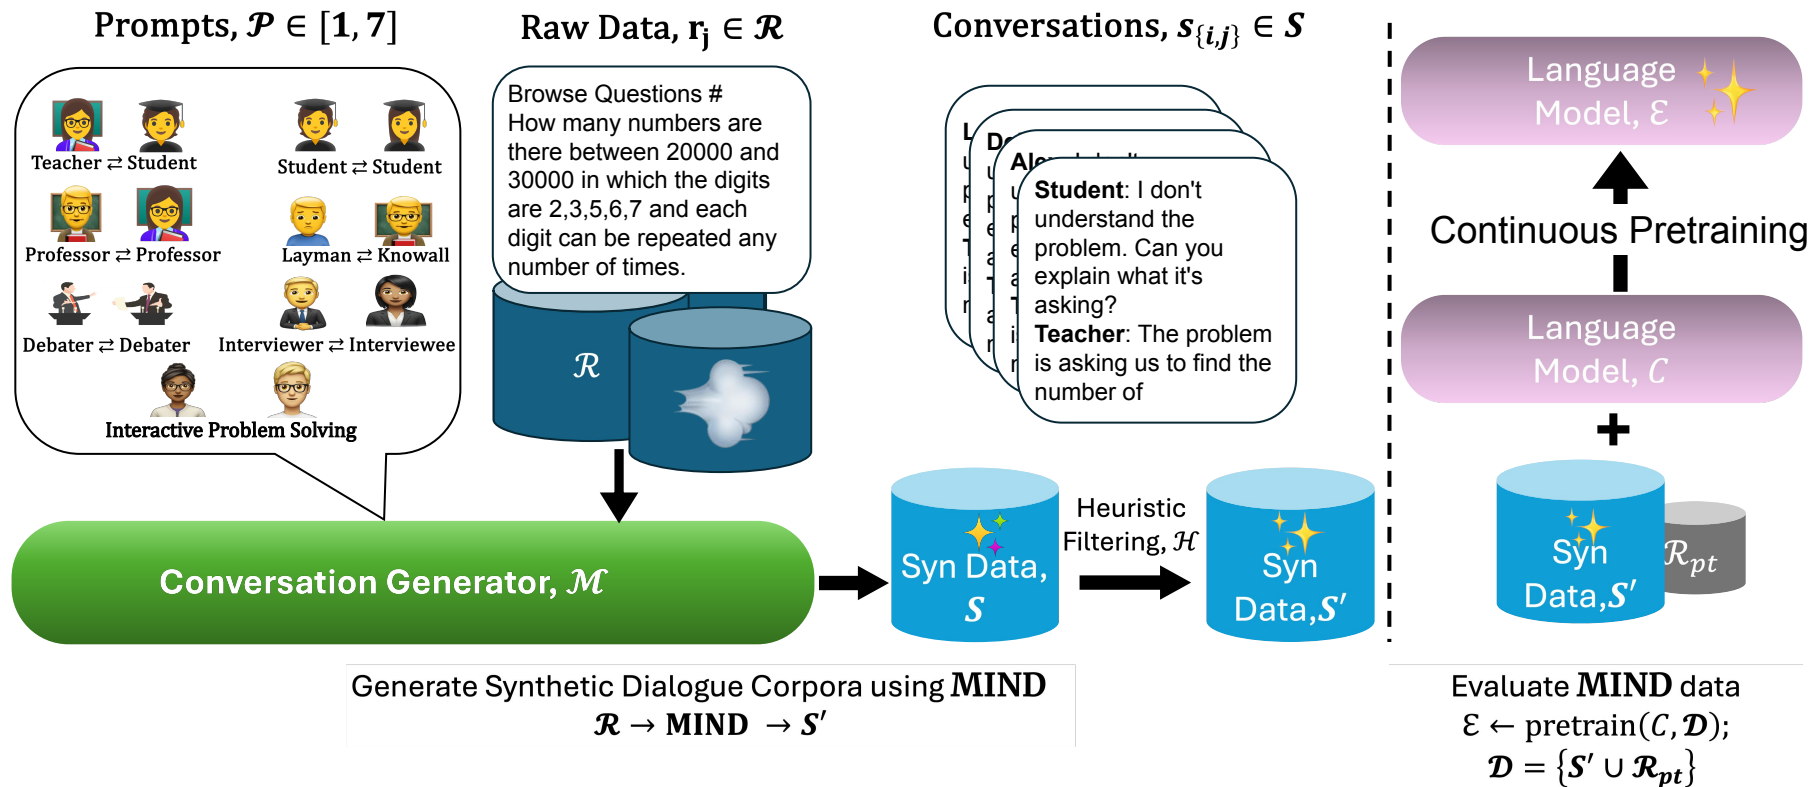 Prompts, 𝒫 ∈ [1, 7]
Teacher ⇄ Student
Student ⇄ Student
Professor ⇄ Professor
Layman ⇄ Knowall
Debater ⇄ Debater
Interviewer ⇄ Interviewee
Interactive Problem Solving
Raw Data, r_j ∈ ℛ
Browse Questions #
How many numbers are
there between 20000 and
30000 in which the digits
are 2,3,5,6,7 and each
digit can be repeated any
number of times.
ℛ
Conversations, s_{i,j} ∈ S
Student: I don't
understand the
problem. Can you
explain what it's
asking?
Teacher: The problem
is asking us to find the
number of
Conversation Generator, ℳ
Syn Data,
S
Heuristic
Filtering, ℋ
Syn
Data,S′
Generate Synthetic Dialogue Corpora using MIND
ℛ → MIND → S′
Language
Model, ℰ
Continuous Pretraining
Language
Model, C
+
Syn
Data,S′
ℛ_pt
Evaluate MIND data
ℰ ← pretrain(C, 𝒟);
𝒟 = {S′ ∪ ℛ_pt}